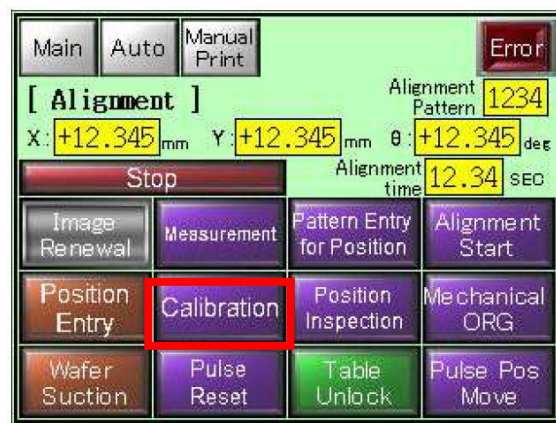 Main Auto Manual Print Error
[ Alignment ]
Alignment Pattern 1234
X: +12.345 mm Y: +12.345 mm θ: +12.345 deg
Stop
Alignment time 12.34 SEC
Image Renewal
Measurement
Pattern Entry for Position
Alignment Start
Position Entry
Calibration
Position Inspection
Mechanical ORG
Wafer Suction
Pulse Reset
Table Unlock
Pulse Pos Move